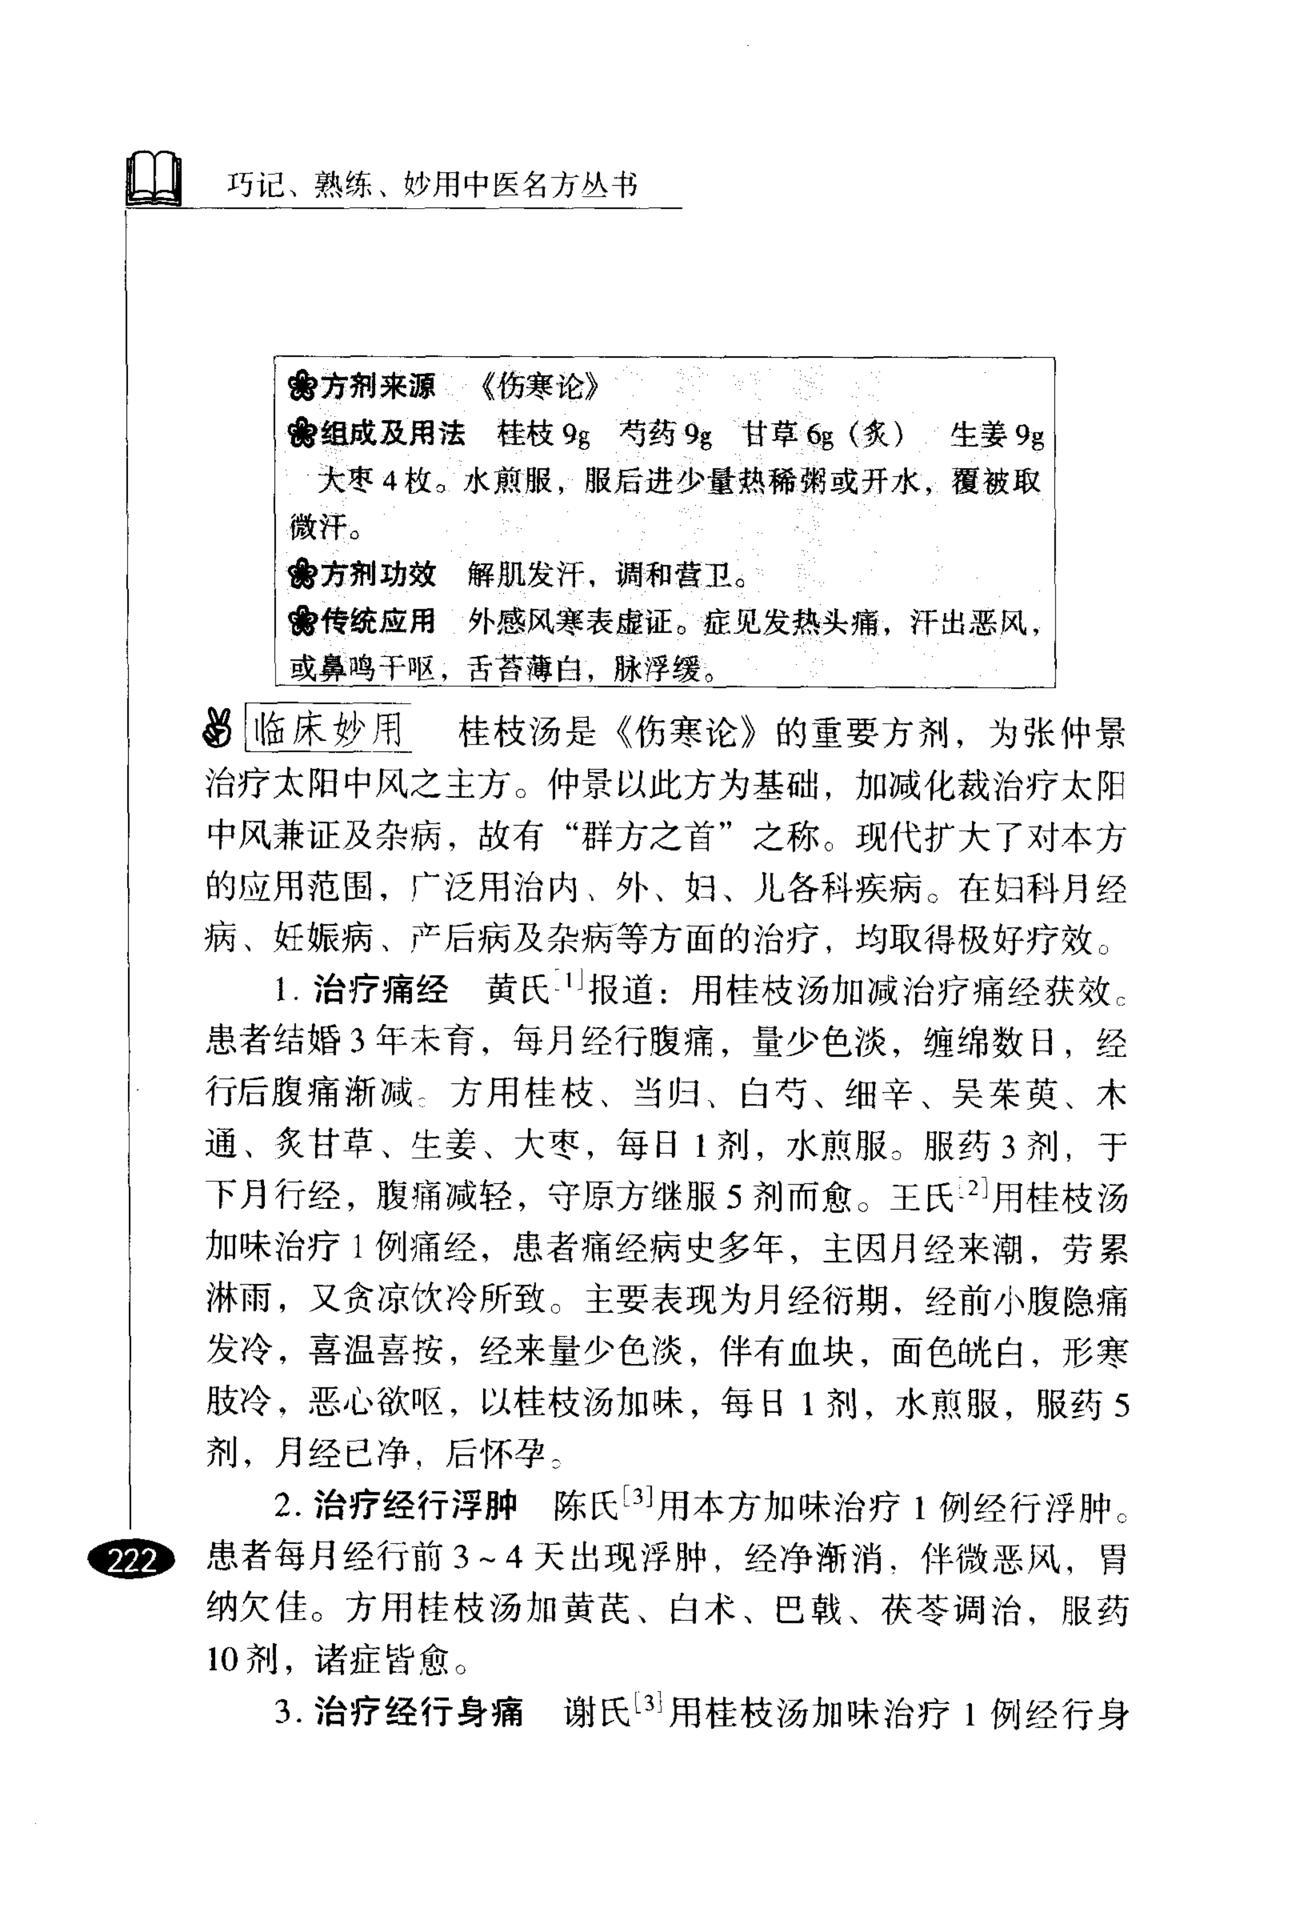 巧记、熟练、妙用中医名方丛书
方剂来源 《伤寒论》
组成及用法 桂枝9g 芍药9g 甘草6g（炙） 生姜9g
大枣4枚。水煎服，服后进少量热稀粥或开水，覆被取
微汗。
方剂功效 解肌发汗，调和营卫。
传统应用 外感风寒表虚证。症见发热头痛，汗出恶风，
或鼻鸣干呕，舌苔薄白，脉浮缓。
临床妙用 桂枝汤是《伤寒论》的重要方剂，为张仲景
治疗太阳中风之主方。仲景以此方为基础，加减化裁治疗太阳
中风兼证及杂病，故有“群方之首”之称。现代扩大了对本方
的应用范围，广泛用治内、外、妇、儿各科疾病。在妇科月经
病、妊娠病、产后病及杂病等方面的治疗，均取得极好疗效。
1. 治疗痛经 黄氏[1]报道：用桂枝汤加减治疗痛经获效。
患者结婚3年未育，每月经行腹痛，量少色淡，缠绵数日，经
行后腹痛渐减。方用桂枝、当归、白芍、细辛、吴茱萸、木
通、炙甘草、生姜、大枣，每日1剂，水煎服。服药3剂，于
下月行经，腹痛减轻，守原方继服5剂而愈。王氏[2]用桂枝汤
加味治疗1例痛经，患者痛经病史多年，主因月经来潮，劳累
淋雨，又贪凉饮冷所致。主要表现为月经衍期，经前小腹隐痛
发冷，喜温喜按，经来量少色淡，伴有血块，面色㿠白，形寒
肢冷，恶心欲呕，以桂枝汤加味，每日1剂，水煎服，服药5
剂，月经已净，后怀孕。
2. 治疗经行浮肿 陈氏[3]用本方加味治疗1例经行浮肿。
患者每月经行前3~4天出现浮肿，经净渐消，伴微恶风，胃
纳欠佳。方用桂枝汤加黄芪、白术、巴戟、茯苓调治，服药
10剂，诸症皆愈。
3. 治疗经行身痛 谢氏[3]用桂枝汤加味治疗1例经行身
222